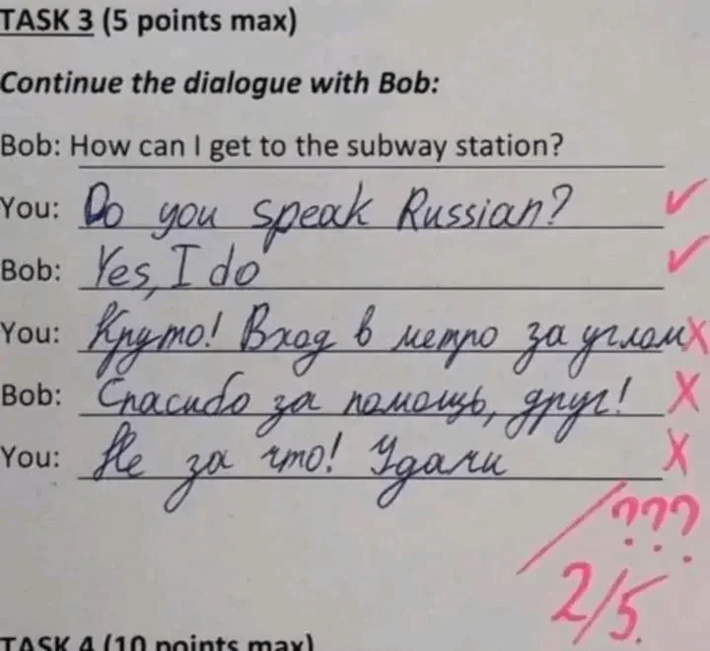 TASK 3 (5 points max)
Continue the dialogue with Bob:
Bob: How can I get to the subway station?
You: Do you speak Russian? ✓
Bob: Yes, I do ✓
You: Круто! Вход в метро за углом X
Bob: Спасибо за помощь, друг! X
You: Не за что! Удачи X
???
2/5.
TASK 4 (10 points max)